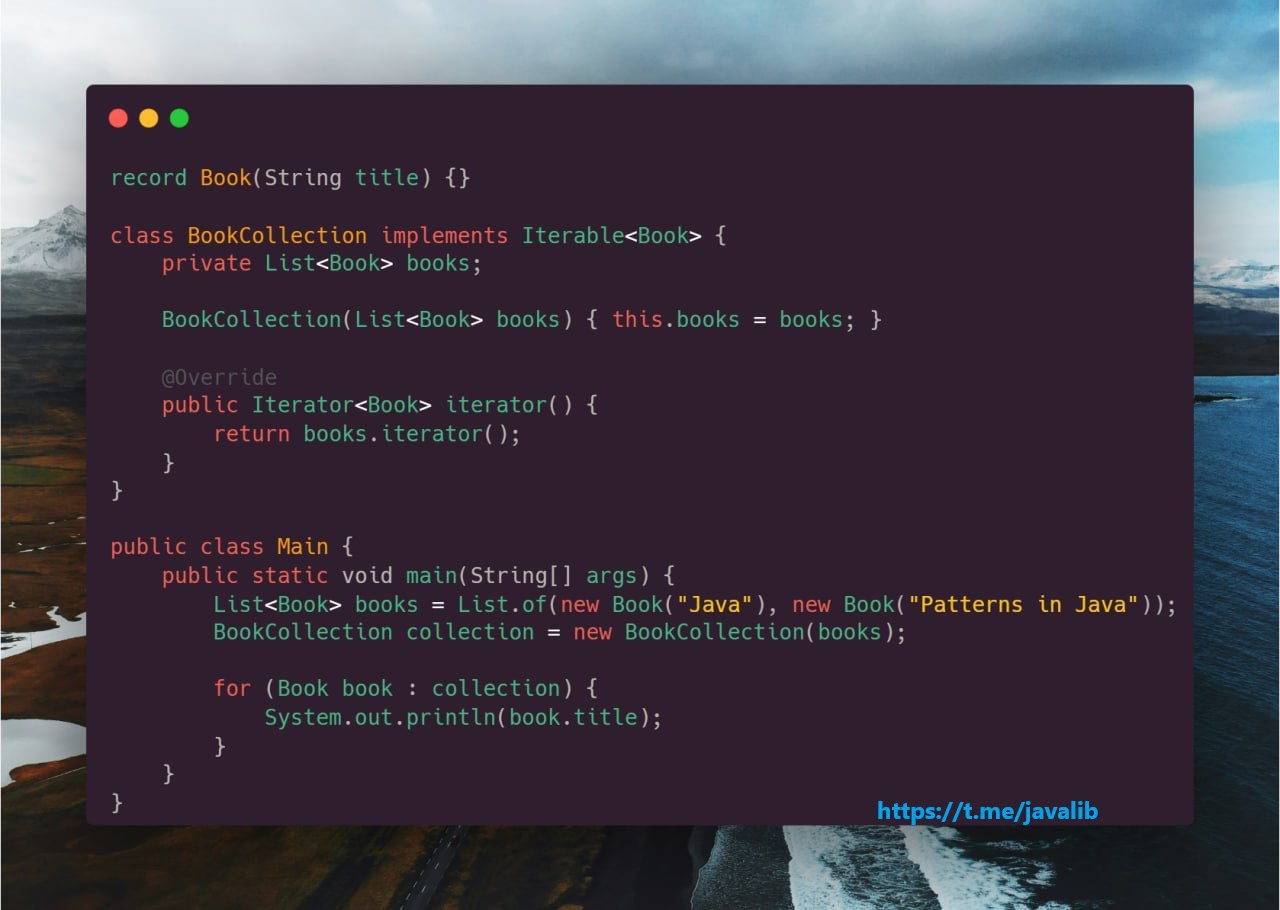 record Book(String title) {}
class BookCollection implements Iterable<Book> {
    private List<Book> books;
    BookCollection(List<Book> books) { this.books = books; }
    @Override
    public Iterator<Book> iterator() {
        return books.iterator();
    }
}
public class Main {
    public static void main(String[] args) {
        List<Book> books = List.of(new Book("Java"), new Book("Patterns in Java"));
        BookCollection collection = new BookCollection(books);
        for (Book book : collection) {
            System.out.println(book.title);
        }
    }
}
https://t.me/javalib